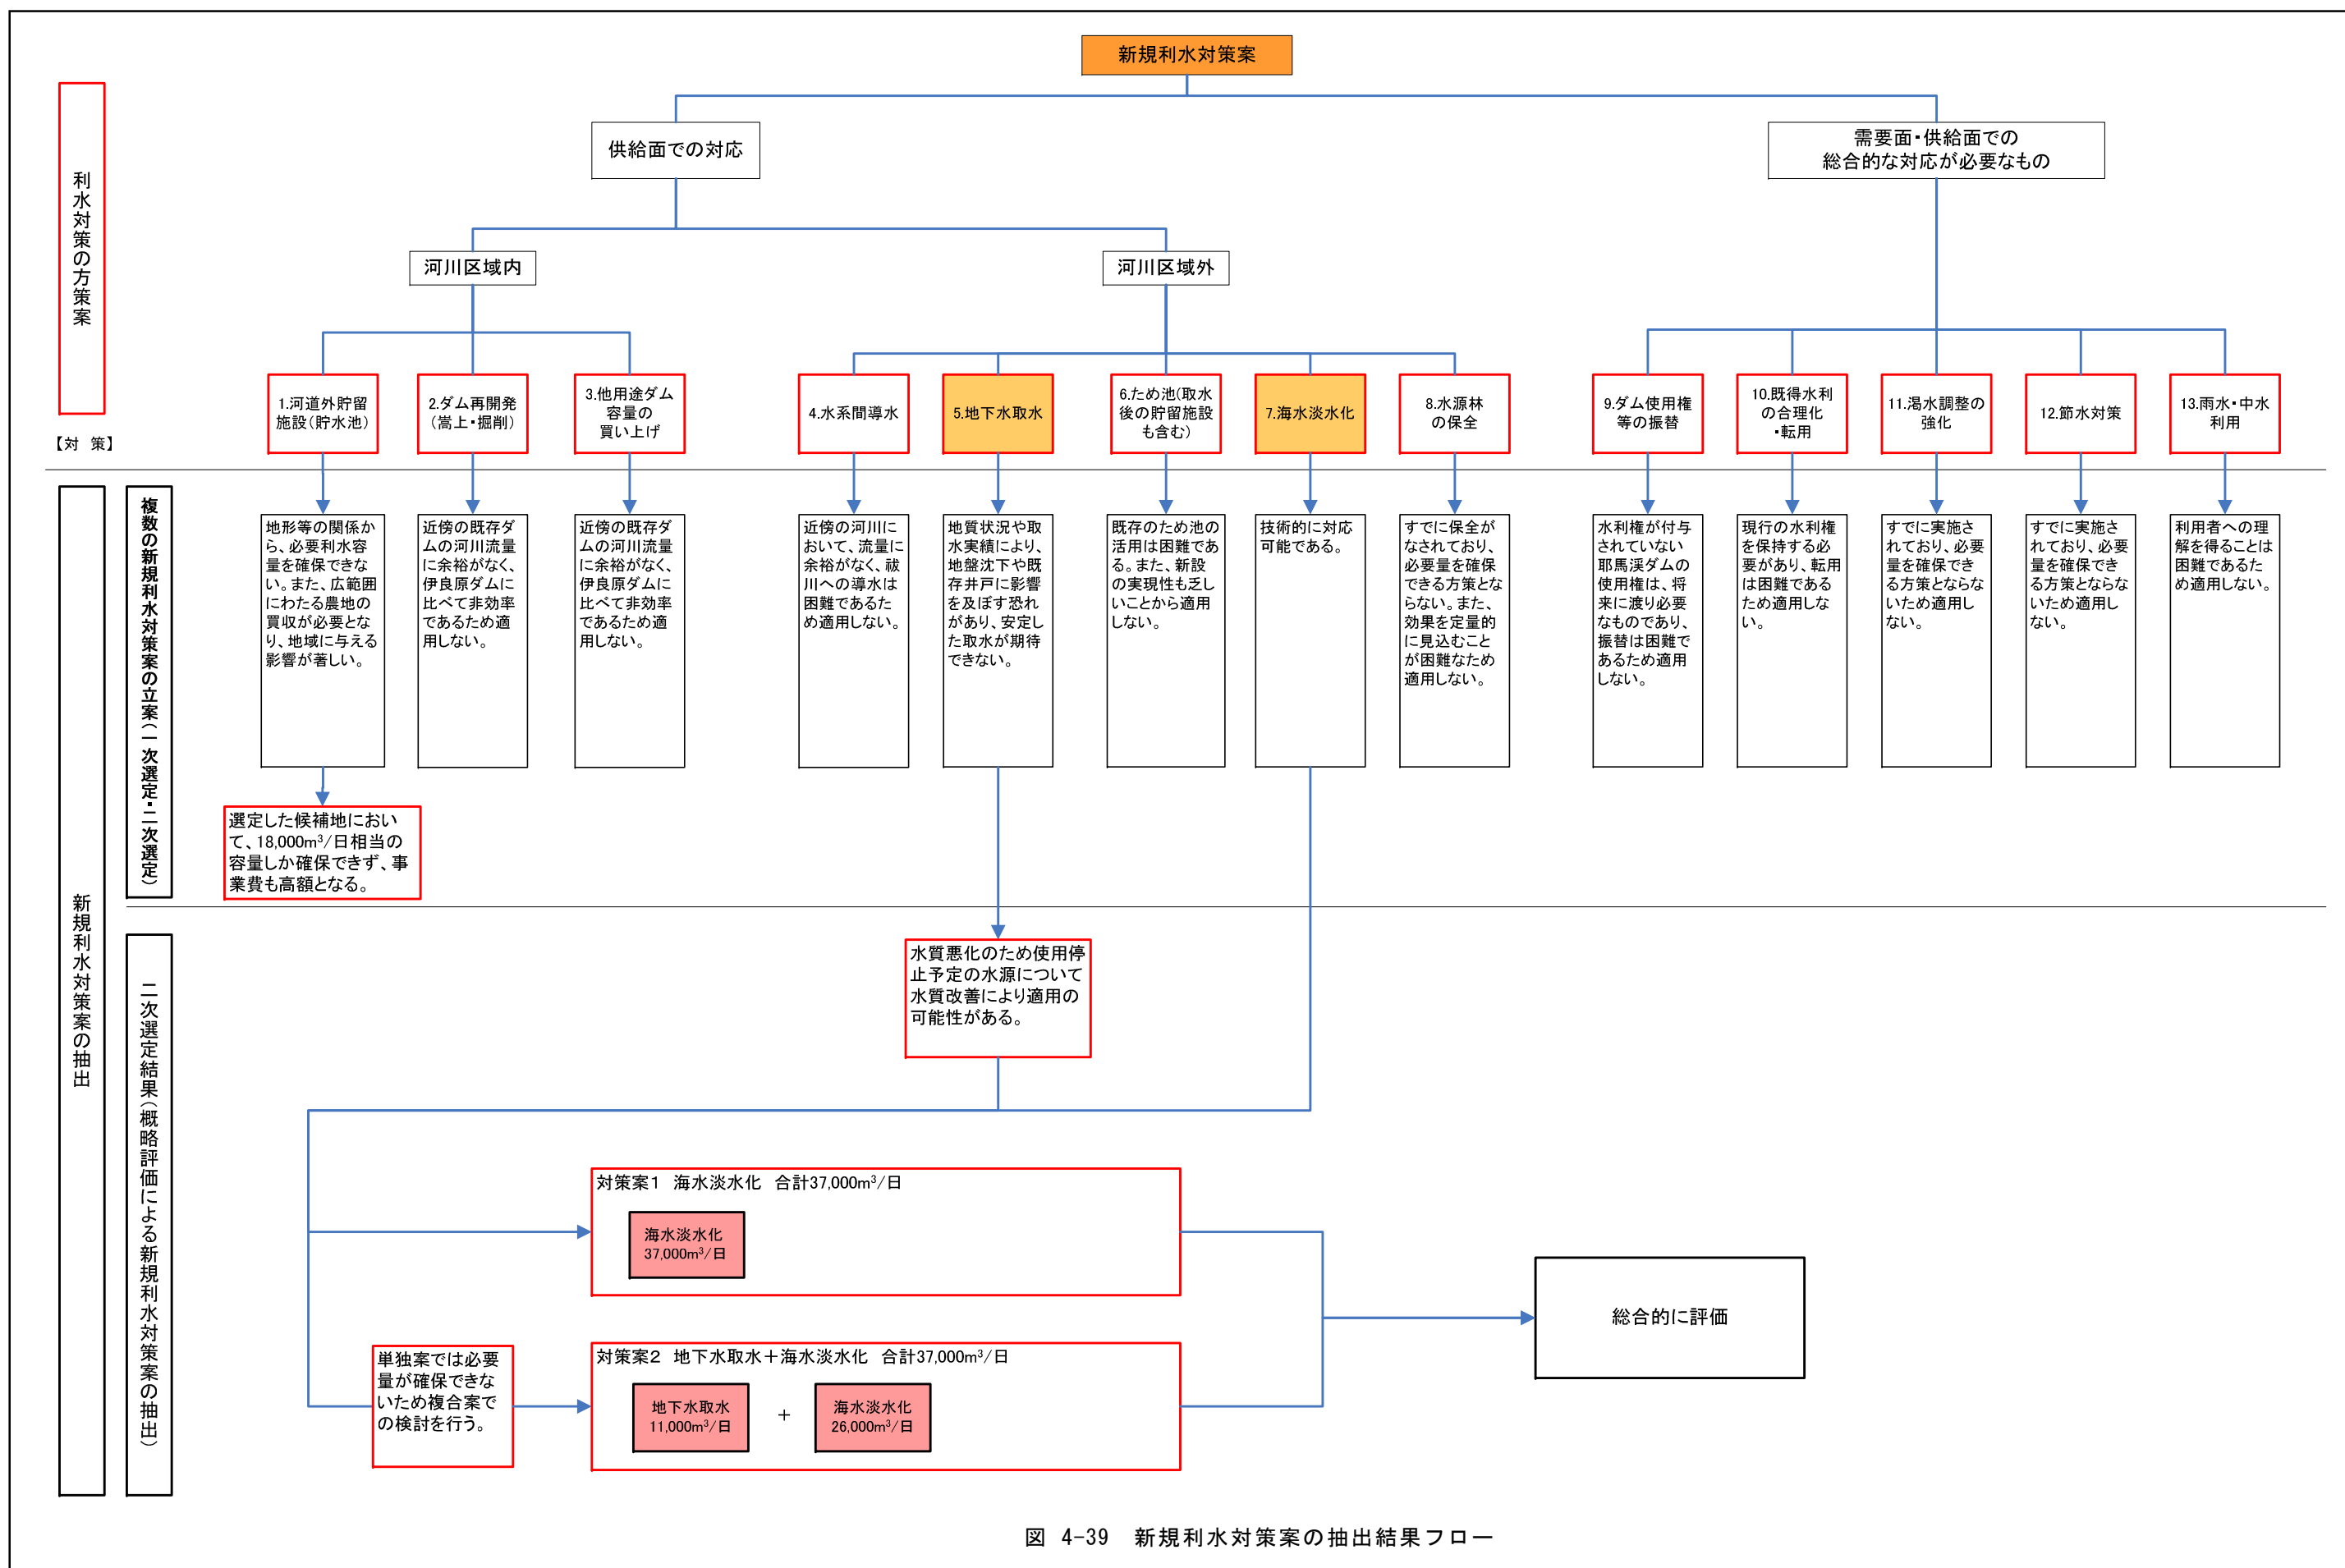 新規利水対策案
利水対策の方策案
供給面での対応
需要面・供給面での
総合的な対応が必要なもの
河川区域内
河川区域外
【対 策】
1.河道外貯留
施設(貯水池)
2.ダム再開発
(嵩上・掘削)
3.他用途ダム
容量の
買い上げ
4.水系間導水
5.地下水取水
6.ため池(取水
後の貯留施設
も含む)
7.海水淡水化
8.水源林
の保全
9.ダム使用権
等の振替
10.既得水利
の合理化
・転用
11.渇水調整の
強化
12.節水対策
13.雨水・中水
利用
新規利水対策案の抽出
複数の新規利水対策案の立案(一次選定・二次選定)
地形等の関係か
ら、必要利水容
量を確保できな
い。また、広範囲
にわたる農地の
買収が必要とな
り、地域に与える
影響が著しい。
近傍の既存ダ
ムの河川流量
に余裕がなく、
伊良原ダムに
比べて非効率
であるため適
用しない。
近傍の既存ダ
ムの河川流量
に余裕がなく、
伊良原ダムに
比べて非効率
であるため適
用しない。
近傍の河川に
おいて、流量に
余裕がなく、祓
川への導水は
困難であるた
め適用しない。
地質状況や取
水実績により、
地盤沈下や既
存井戸に影響
を及ぼす恐れ
があり、安定し
た取水が期待
できない。
既存のため池の
活用は困難であ
る。また、新設
の実現性も乏し
いことから適用
しない。
技術的に対応
可能である。
すでに保全が
なされており、
必要量を確保
できる方策とな
らない。また、
効果を定量的
に見込むこと
が困難なため
適用しない。
水利権が付与
されていない
耶馬渓ダムの
使用権は、将
来に渡り必要
なものであり、
振替は困難で
あるため適用
しない。
現行の水利権
を保持する必
要があり、転用
は困難である
ため適用しな
い。
すでに実施さ
れており、必要
量を確保でき
る方策とならな
いため適用し
ない。
すでに実施さ
れており、必要
量を確保でき
る方策とならな
いため適用し
ない。
利用者への理
解を得ることは
困難であるた
め適用しない。
選定した候補地におい
て、18,000m³/日相当の
容量しか確保できず、事
業費も高額となる。
二次選定結果(概略評価による新規利水対策案の抽出)
水質悪化のため使用停
止予定の水源について
水質改善により適用の
可能性がある。
対策案1 海水淡水化 合計37,000m³/日
海水淡水化
37,000m³/日
単独案では必要
量が確保できな
いため複合案で
の検討を行う。
対策案2 地下水取水+海水淡水化 合計37,000m³/日
地下水取水
11,000m³/日
+
海水淡水化
26,000m³/日
総合的に評価
図 4-39 新規利水対策案の抽出結果フロー